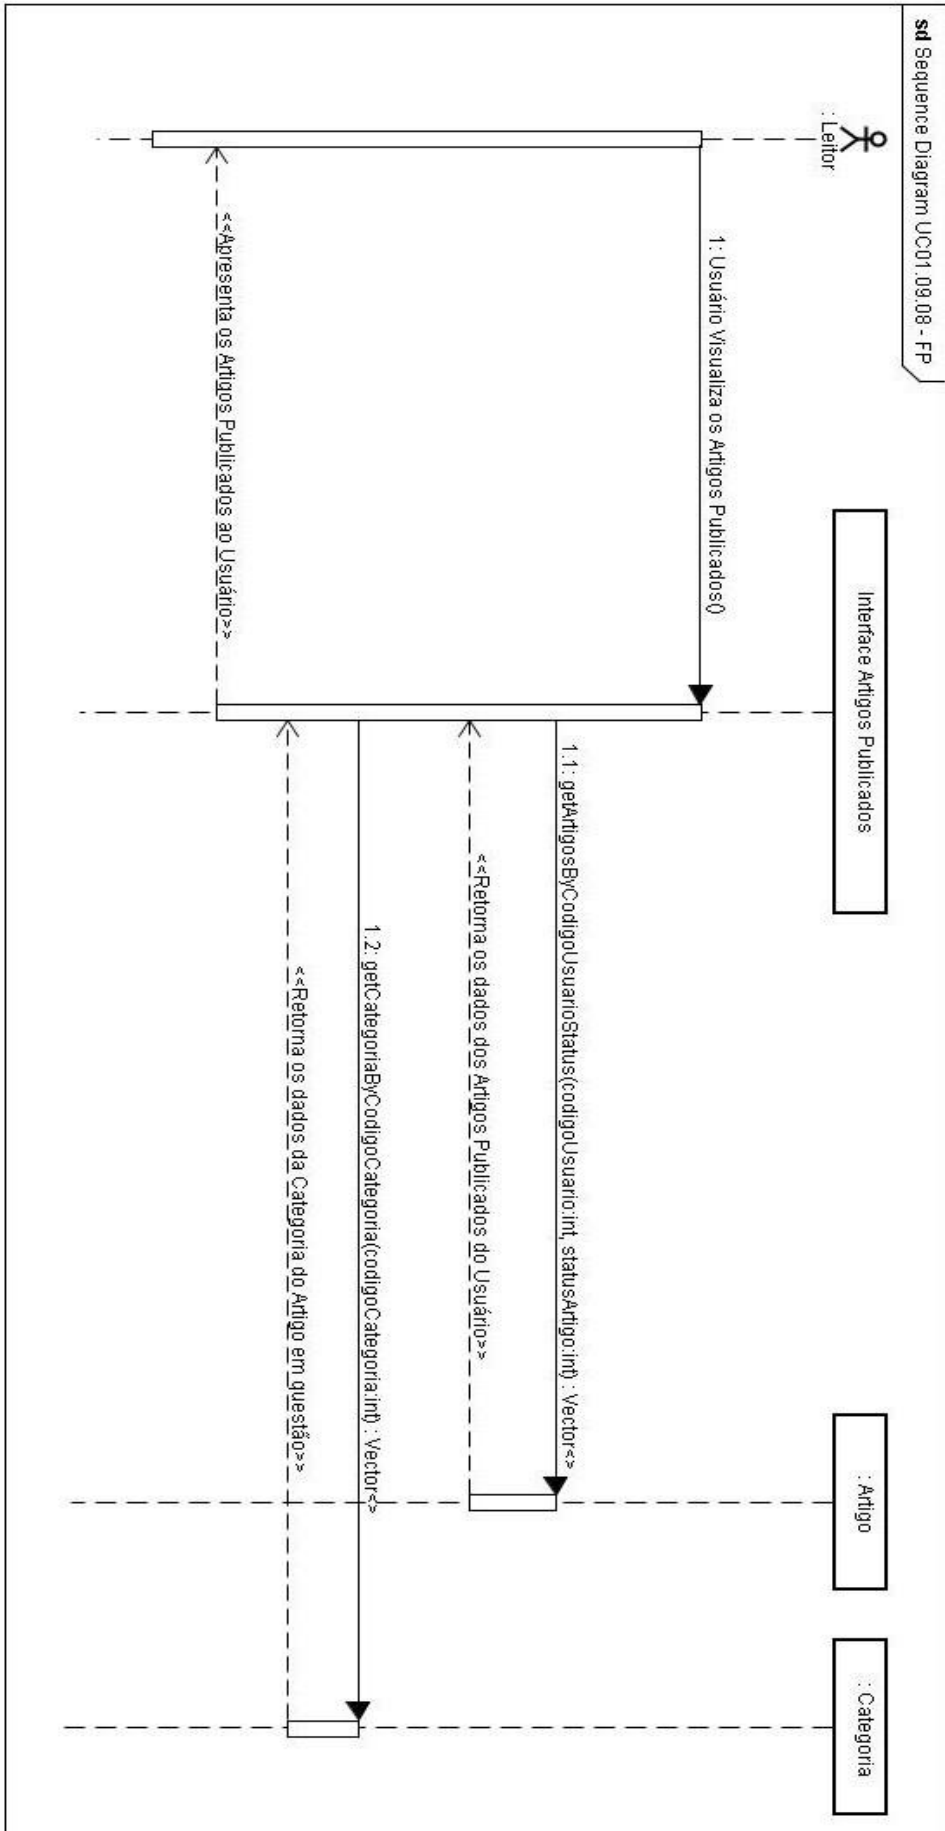 sd Sequence Diagram UC01.09.08 - FP
: Leitor
Interface Artigos Publicados
: Artigo
: Categoria
1: Usuário Visualiza os Artigos Publicados()
1.1: getArtigosByCodigoUsuarioStatus(codigoUsuario:int, statusArtigo:int) : Vector<>
<<Retorna os dados dos Artigos Publicados do Usuário>>
1.2: getCategoriaByCodigoCategoria(codigoCategoria:int) : Vector<>
<<Retorna os dados da Categoria do Artigo em questão>>
<<Apresenta os Artigos Publicados ao Usuário>>